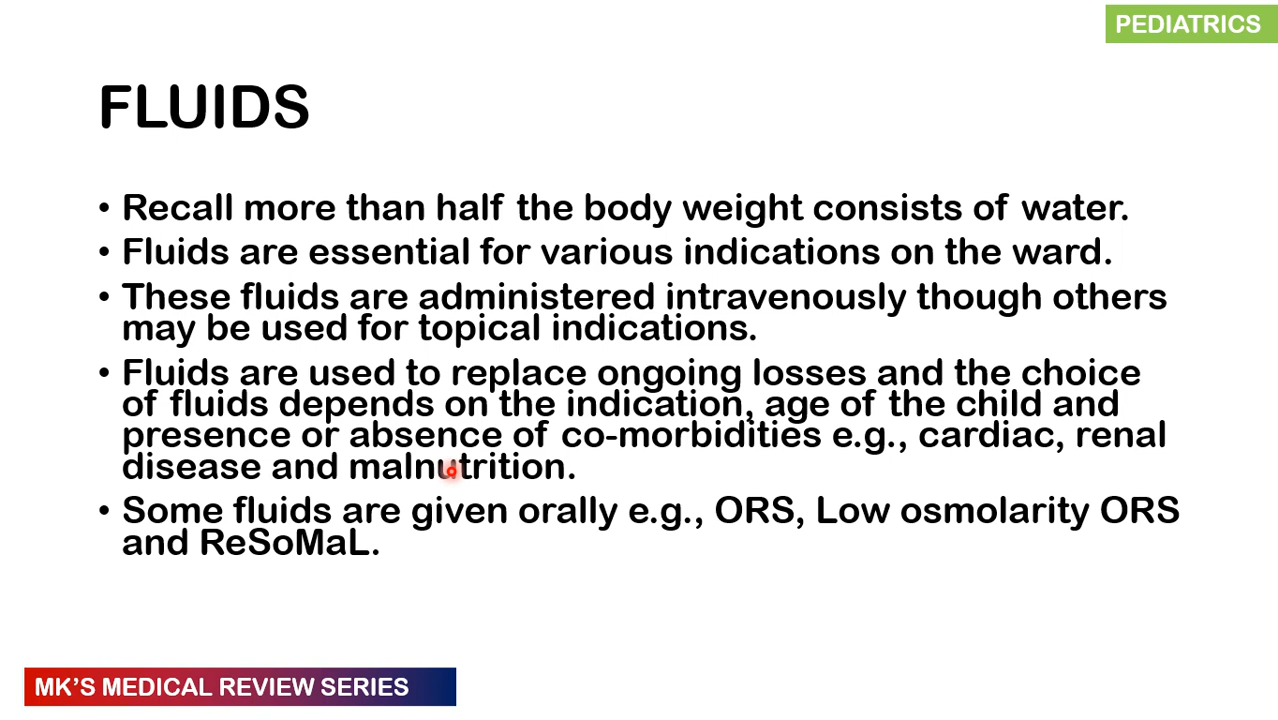 PEDIATRICS
FLUIDS
• Recall more than half the body weight consists of water.
• Fluids are essential for various indications on the ward.
• These fluids are administered intravenously though others
may be used for topical indications.
• Fluids are used to replace ongoing losses and the choice
of fluids depends on the indication, age of the child and
presence or absence of co-morbidities e.g., cardiac, renal
disease and malnutrition.
• Some fluids are given orally e.g., ORS, Low osmolarity ORS
and ReSoMaL.
MK'S MEDICAL REVIEW SERIES